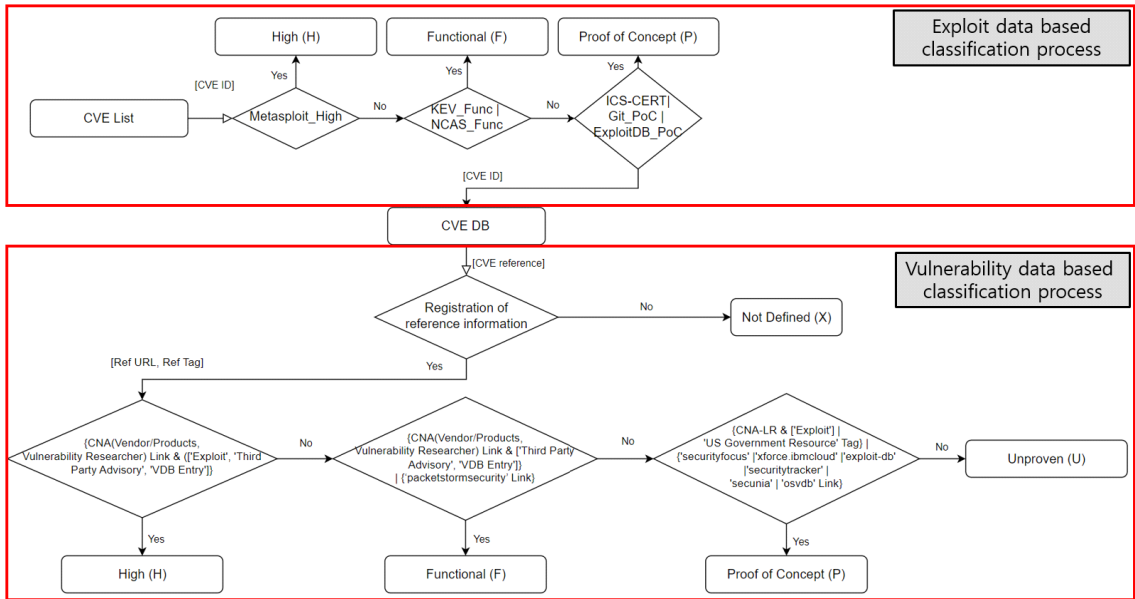 Exploit data based
classification process
High (H)
Functional (F)
Proof of Concept (P)
Yes
Yes
Yes
[CVE ID]
CVE List
Metasploit_High
No
KEV_Func |
NCAS_Func
No
ICS-CERT|
Git_PoC |
ExploitDB_PoC
[CVE ID]
CVE DB
Vulnerability data based
classification process
[CVE reference]
Registration of
reference information
No
Not Defined (X)
[Ref URL, Ref Tag]
Yes
{CNA(Vendor/Products,
Vulnerability Researcher) Link & (['Exploit', 'Third
Party Advisory', 'VDB Entry']}
No
{CNA(Vendor/Products,
Vulnerability Researcher) Link & ['Third Party
Advisory', 'VDB Entry']}
| {'packetstormsecurity' Link}
No
{CNA-LR & ['Exploit'] |
'US Government Resource' Tag} |
{'securityfocus' |'xforce.ibmcloud' |'exploit-db'
|'securitytracker' |
'secunia' | 'osvdb' Link}
No
Unproven (U)
Yes
Yes
Yes
High (H)
Functional (F)
Proof of Concept (P)